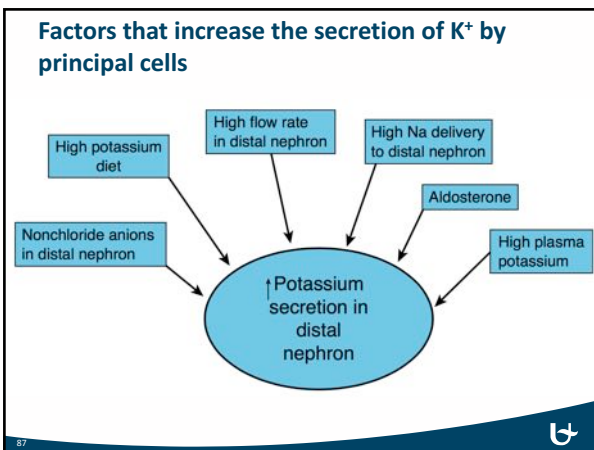 Factors that increase the secretion of K⁺ by
principal cells
High flow rate
in distal nephron
High Na delivery
to distal nephron
High potassium
diet
Aldosterone
Nonchloride anions
in distal nephron
High plasma
potassium
↑Potassium
secretion in
distal
nephron
87